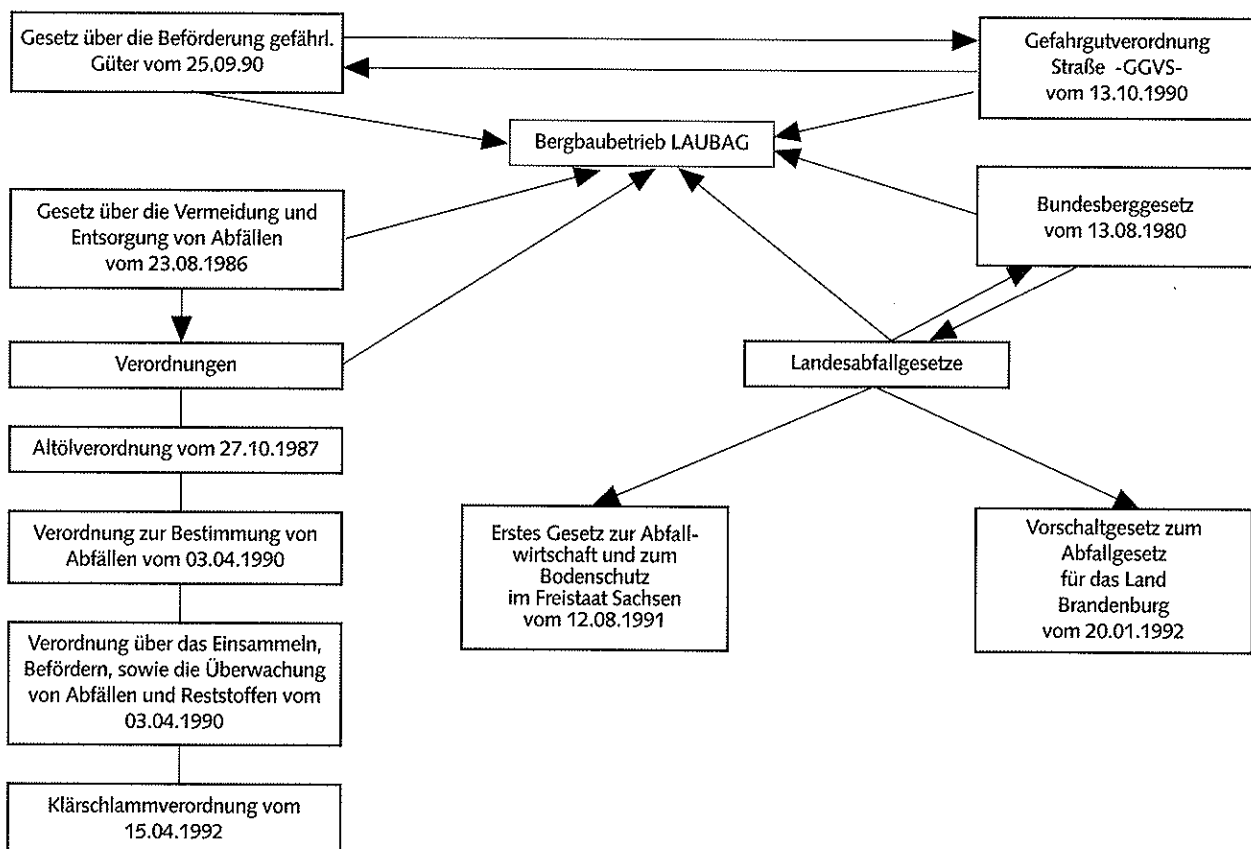 Gesetz über die Beförderung gefährl.
Güter vom 25.09.90
Gefahrgutverordnung
Straße -GGVS-
vom 13.10.1990
Bergbaubetrieb LAUBAG
Gesetz über die Vermeidung und
Entsorgung von Abfällen
vom 23.08.1986
Bundesberggesetz
vom 13.08.1980
Verordnungen
Landesabfallgesetze
Altölverordnung vom 27.10.1987
Verordnung zur Bestimmung von
Abfällen vom 03.04.1990
Erstes Gesetz zur Abfall-
wirtschaft und zum
Bodenschutz
im Freistaat Sachsen
vom 12.08.1991
Vorschaltgesetz zum
Abfallgesetz
für das Land
Brandenburg
vom 20.01.1992
Verordnung über das Einsammeln,
Befördern, sowie die Überwachung
von Abfällen und Reststoffen vom
03.04.1990
Klärschlammverordnung vom
15.04.1992